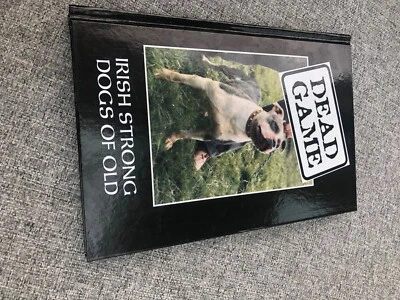 DEAD
GAME
IRISH STRONG
DOGS OF OLD